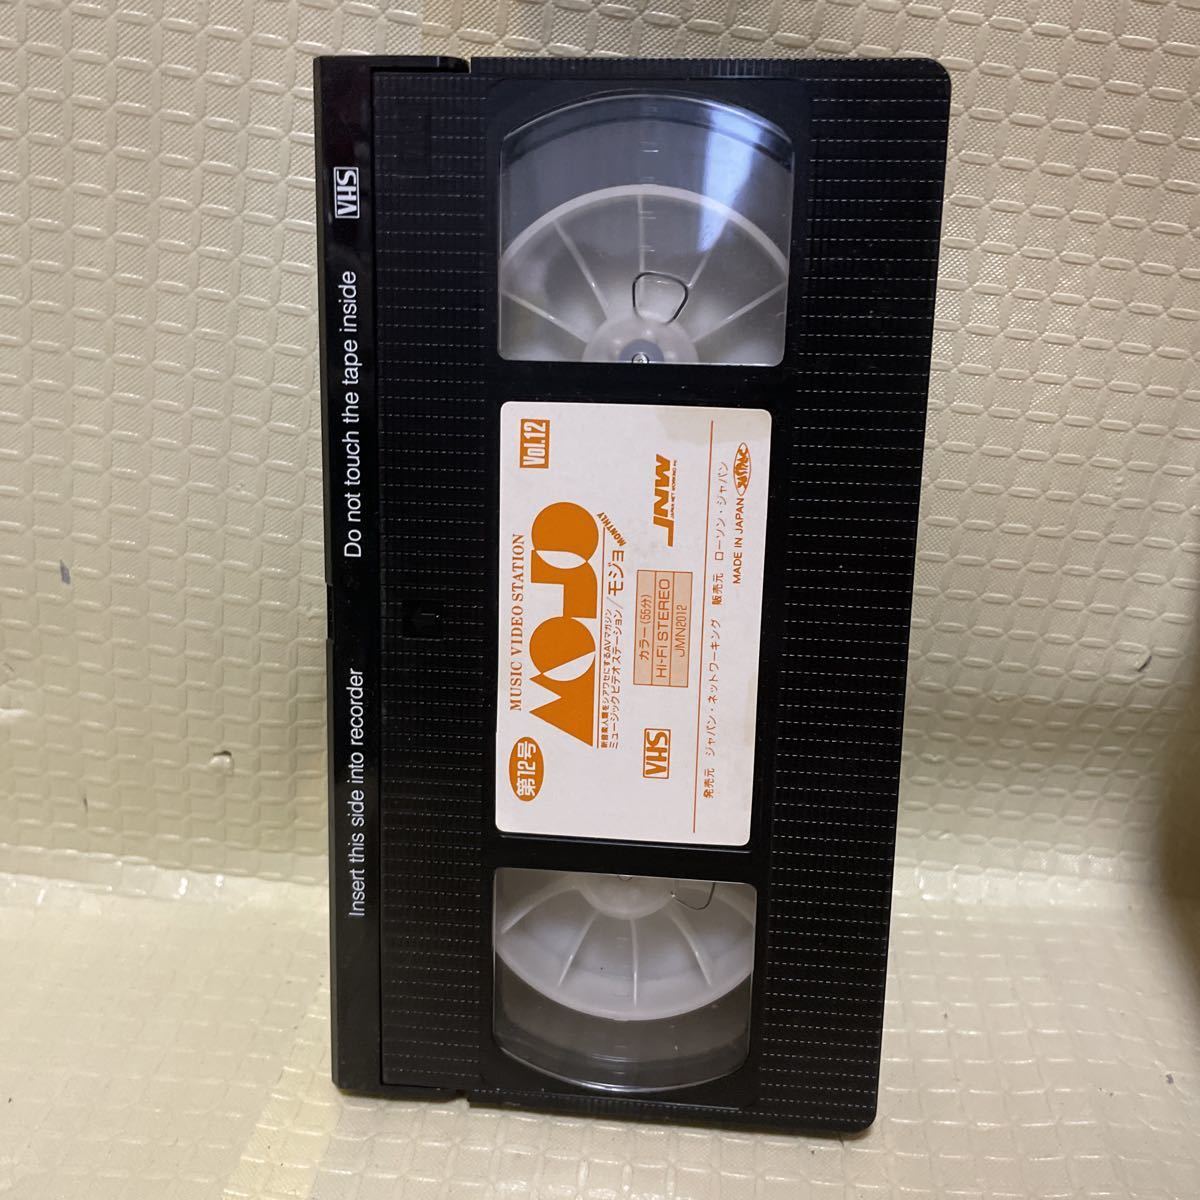 Insert this side into recorder
Do not touch the tape inside
VHS
第12号
MUSIC VIDEO STATION
Vol.12
MOJO
MONTHLY
ミュージックビデオステーション/モジョ
VHS
カラー(55分)
Hi-Fi STEREO
JMN2012
JNW
JAPAN NET WORKING
発売元 ジャパン・ネットワーキング 販売元 ローソン・ジャパン
MADE IN JAPAN
JASRAC